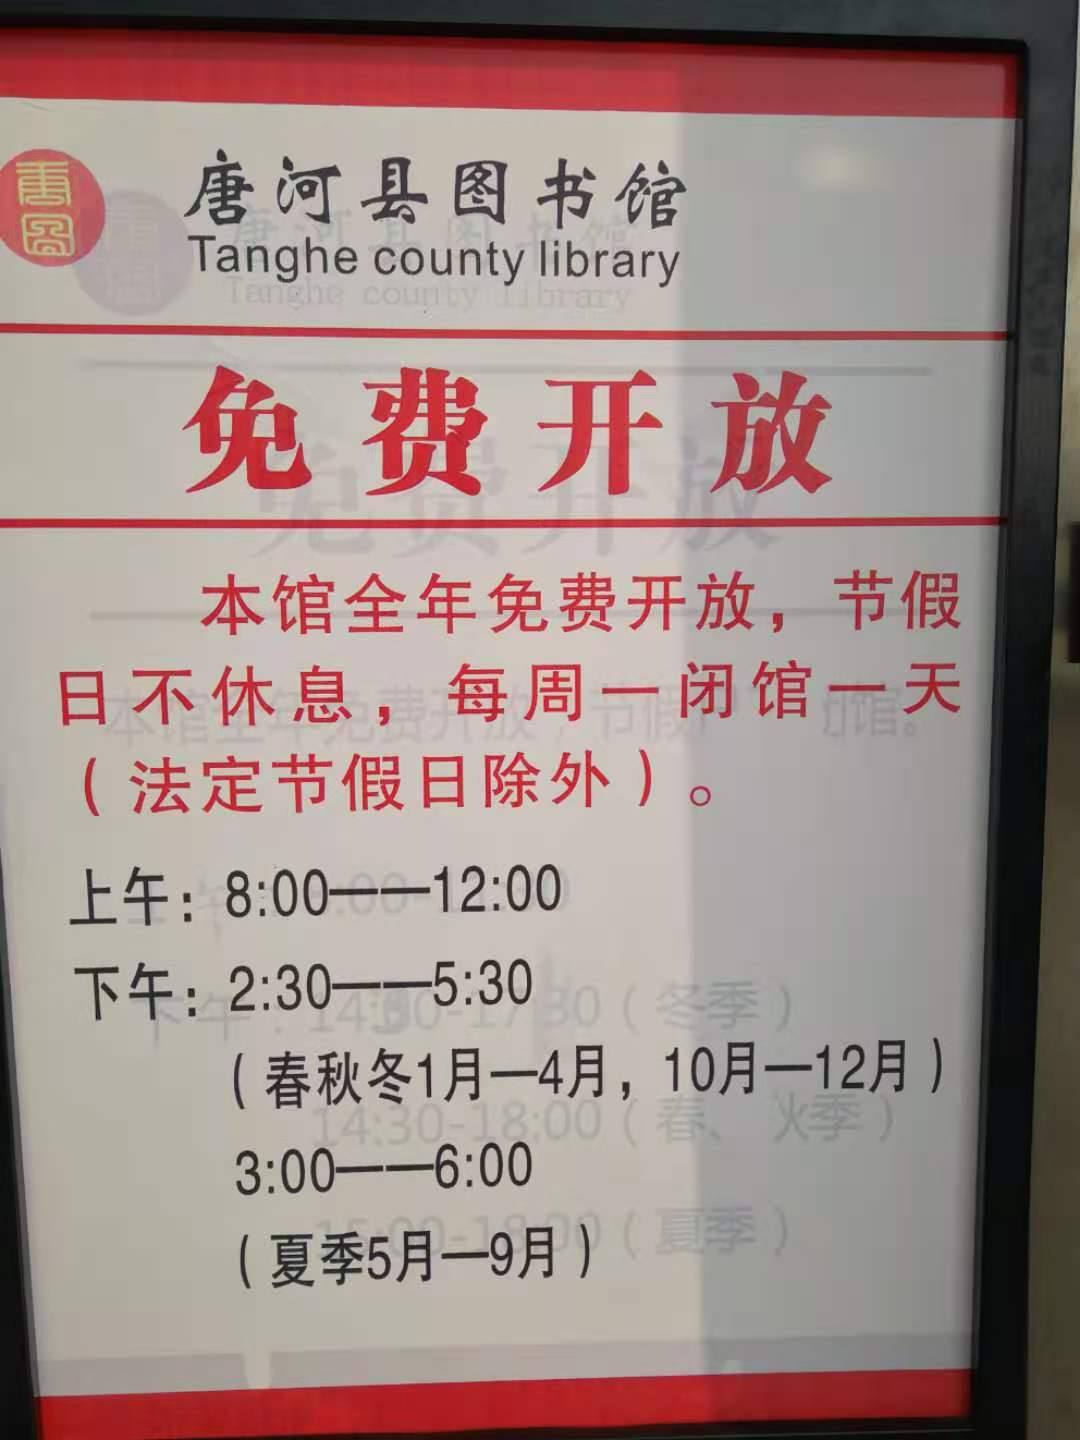 唐图
唐河县图书馆
Tanghe county library
免费开放
本馆全年免费开放，节假
日不休息，每周一闭馆一天
（法定节假日除外）。
上午：8:00——12:00
下午：2:30——5:30
（春秋冬1月—4月，10月—12月）
3:00——6:00
（夏季5月—9月）